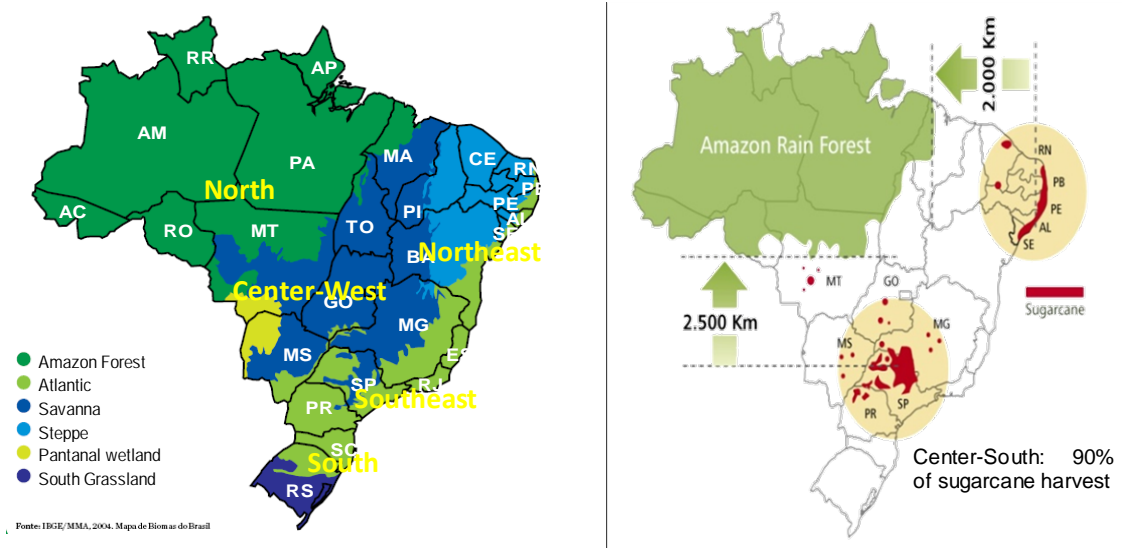 RR
AP
AM
PA
MA
CE
North
PI
PE
AL
AC
RO
MT
TO
BA
Northeast
Center-West
GO
MG
MS
ES
SP
RJ
Southeast
PR
SC
South
RS
Amazon Forest
Atlantic
Savanna
Steppe
Pantanal wetland
South Grassland
Fonte: IBGE/MMA, 2004. Mapa de Biomas do Brasil
2.000 Km
Amazon Rain Forest
RN
PB
PE
AL
SE
MT
GO
Sugarcane
2.500 Km
MG
MS
SP
PR
Center-South: 90%
of sugarcane harvest